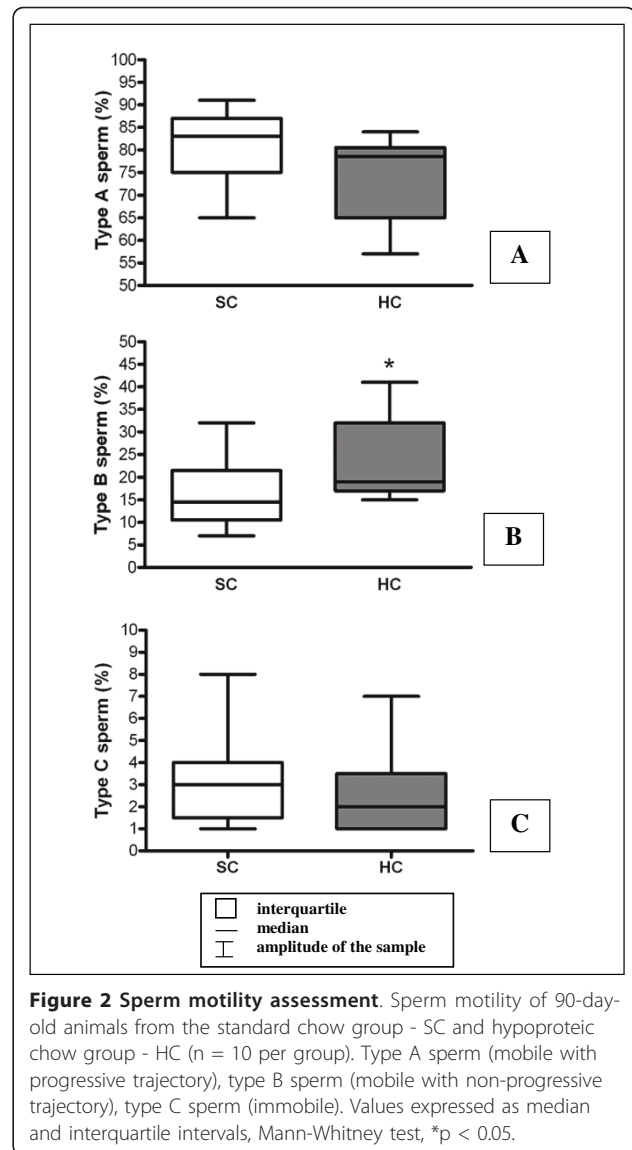 100
95
90
85
80
75
70
65
60
55
50
Type A sperm (%)
SC HC
A
50
45
40
35
30
25
20
15
10
5
0
Type B sperm (%)
*
SC HC
B
10
9
8
7
6
5
4
3
2
1
0
Type C sperm (%)
SC HC
C
interquartile
median
amplitude of the sample
Figure 2 Sperm motility assessment. Sperm motility of 90-day-
old animals from the standard chow group - SC and hypoproteic
chow group - HC (n = 10 per group). Type A sperm (mobile with
progressive trajectory), type B sperm (mobile with non-progressive
trajectory), type C sperm (immobile). Values expressed as median
and interquartile intervals, Mann-Whitney test, *p < 0.05.